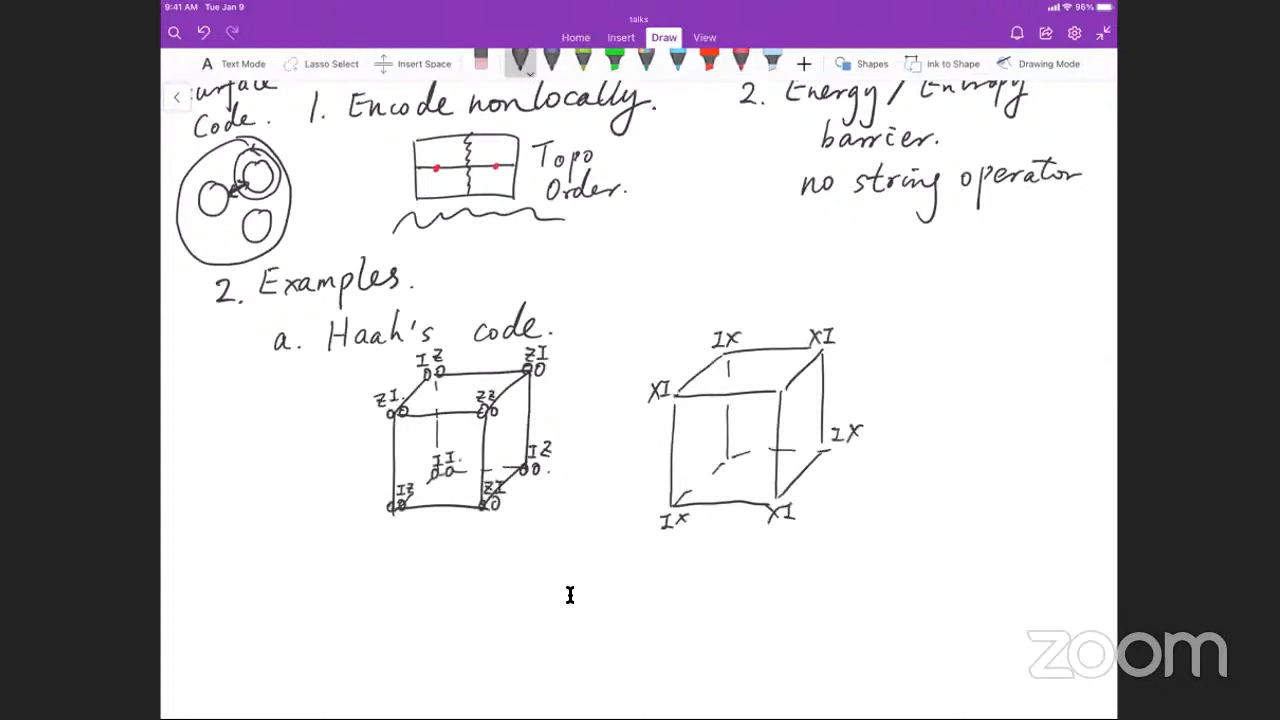 9:41 AM Tue Jan 9
96%
talks
Home Insert Draw View
Text Mode Lasso Select Insert Space Shapes Ink to Shape Drawing Mode
Code.
1. Encode nonlocally.
Topo
Order.
2. Energy / Entropy
barrier.
no string operator
2. Examples.
a. Haah's code.
IZ ZI
ZI. ZZ
II. IZ
IZ ZI
IX XI
XI
IX
IX XI
zoom